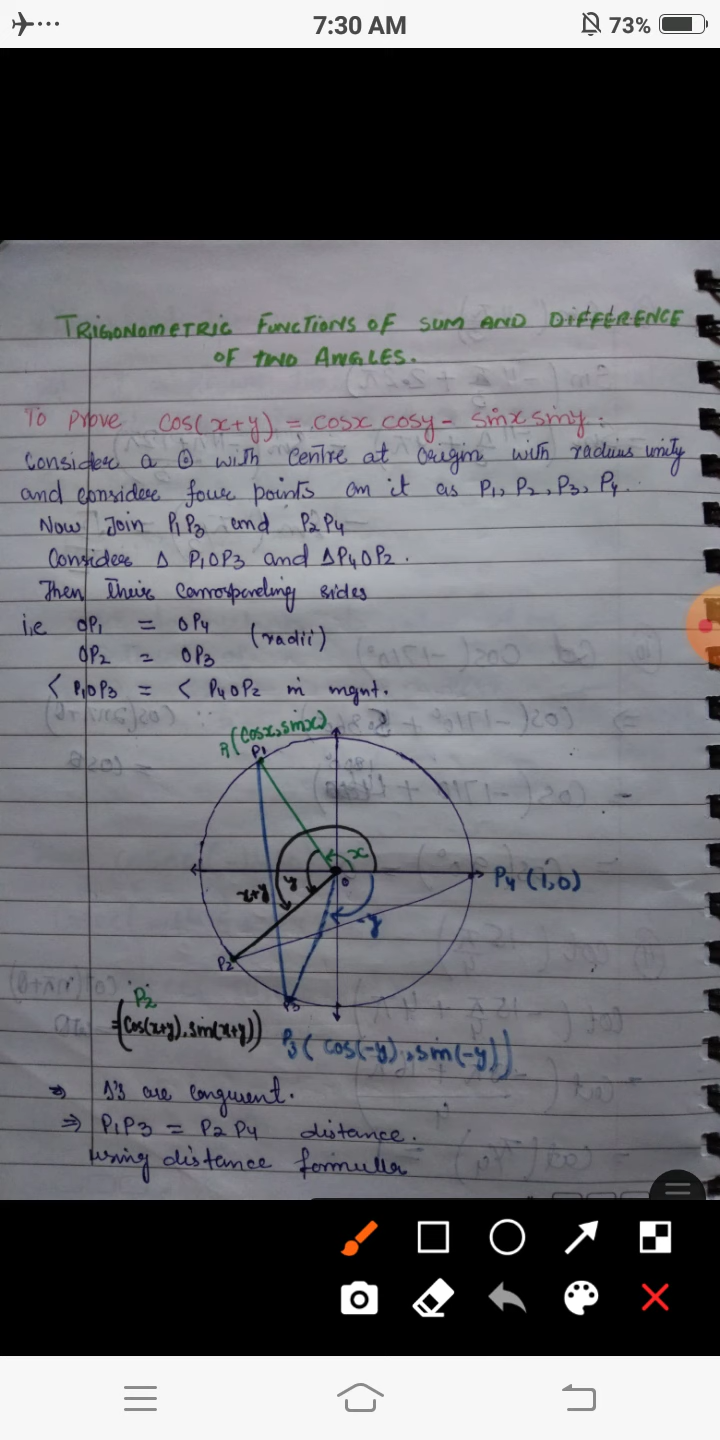 7:30 AM
73%
TRIGONOMETRIC FUNCTIONS OF SUM AND DIFFERENCE
OF TWO ANGLES.
To prove cos(x+y) = cosx cosy - sinx siny :
Consider a ⊙ with Centre at Origin with radius unity
and consider four points on it as P₁, P₂, P₃, P₄.
Now Join P₁P₃ and P₂P₄
Consider Δ P₁OP₃ and ΔP₄OP₂.
Then their corrosponding sides
i,e OP₁ = OP₄ (radii)
OP₂ = OP₃
< P₁OP₃ = < P₄OP₂ in mgnt.
P₁(cosx,sinx)
P1
x
y
x+y
0
-y
P₄ (1,0)
P2
P3
P₂
=(cos(x+y),sin(x+y))
P₃( cos(-y),sin(-y))
⇒ Δ's are congruent.
⇒ P₁P₃ = P₂P₄ distance.
using distance formulla